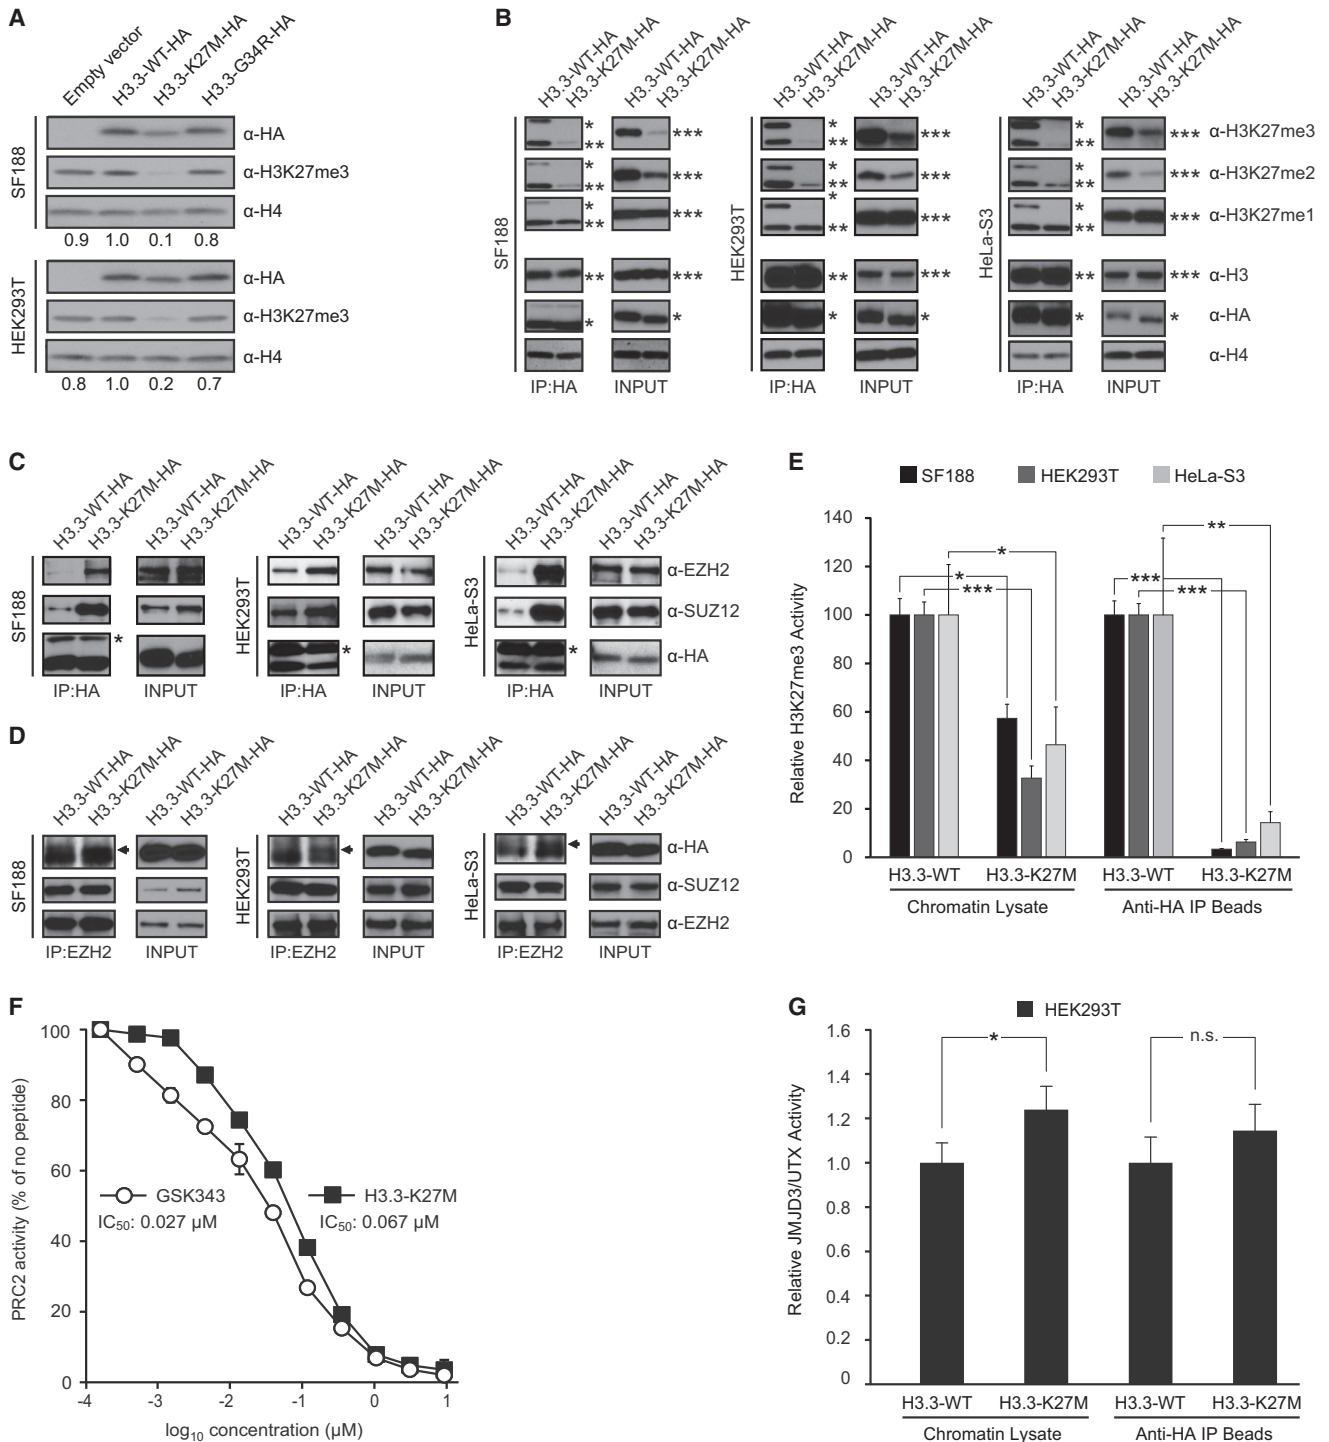 A
Empty vector
H3.3-WT-HA
H3.3-K27M-HA
H3.3-G34R-HA
SF188
α-HA
α-H3K27me3
α-H4
0.9 1.0 0.1 0.8
HEK293T
α-HA
α-H3K27me3
α-H4
0.8 1.0 0.2 0.7
B
H3.3-WT-HA
H3.3-K27M-HA
H3.3-WT-HA
H3.3-K27M-HA
SF188
* ** ***
* ** ***
* ** ***
** ***
* *
IP:HA INPUT
H3.3-WT-HA
H3.3-K27M-HA
H3.3-WT-HA
H3.3-K27M-HA
HEK293T
* ** ***
* ** ***
* ** ***
** ***
* *
IP:HA INPUT
H3.3-WT-HA
H3.3-K27M-HA
H3.3-WT-HA
H3.3-K27M-HA
HeLa-S3
* ** *** α-H3K27me3
* ** *** α-H3K27me2
* ** *** α-H3K27me1
** *** α-H3
* * α-HA
α-H4
IP:HA INPUT
C
H3.3-WT-HA
H3.3-K27M-HA
H3.3-WT-HA
H3.3-K27M-HA
SF188
*
IP:HA INPUT
H3.3-WT-HA
H3.3-K27M-HA
H3.3-WT-HA
H3.3-K27M-HA
HEK293T
*
IP:HA INPUT
H3.3-WT-HA
H3.3-K27M-HA
H3.3-WT-HA
H3.3-K27M-HA
HeLa-S3
α-EZH2
α-SUZ12
* α-HA
IP:HA INPUT
D
H3.3-WT-HA
H3.3-K27M-HA
H3.3-WT-HA
H3.3-K27M-HA
SF188
IP:EZH2 INPUT
H3.3-WT-HA
H3.3-K27M-HA
H3.3-WT-HA
H3.3-K27M-HA
HEK293T
IP:EZH2 INPUT
H3.3-WT-HA
H3.3-K27M-HA
H3.3-WT-HA
H3.3-K27M-HA
HeLa-S3
α-HA
α-SUZ12
α-EZH2
IP:EZH2 INPUT
E
SF188 HEK293T HeLa-S3
Relative H3K27me3 Activity
140
120
100
80
60
40
20
0
*
*
***
**
***
***
H3.3-WT H3.3-K27M H3.3-WT H3.3-K27M
Chromatin Lysate Anti-HA IP Beads
F
PRC2 activity (% of no peptide)
100
80
60
40
20
0
GSK343
IC50: 0.027 µM
H3.3-K27M
IC50: 0.067 µM
-4 -3 -2 -1 0 1
log10 concentration (µM)
G
HEK293T
Relative JMJD3/UTX Activity
1.6
1.4
1.2
1.0
0.8
0.6
0.4
0.2
0
* n.s.
H3.3-WT H3.3-K27M H3.3-WT H3.3-K27M
Chromatin Lysate Anti-HA IP Beads